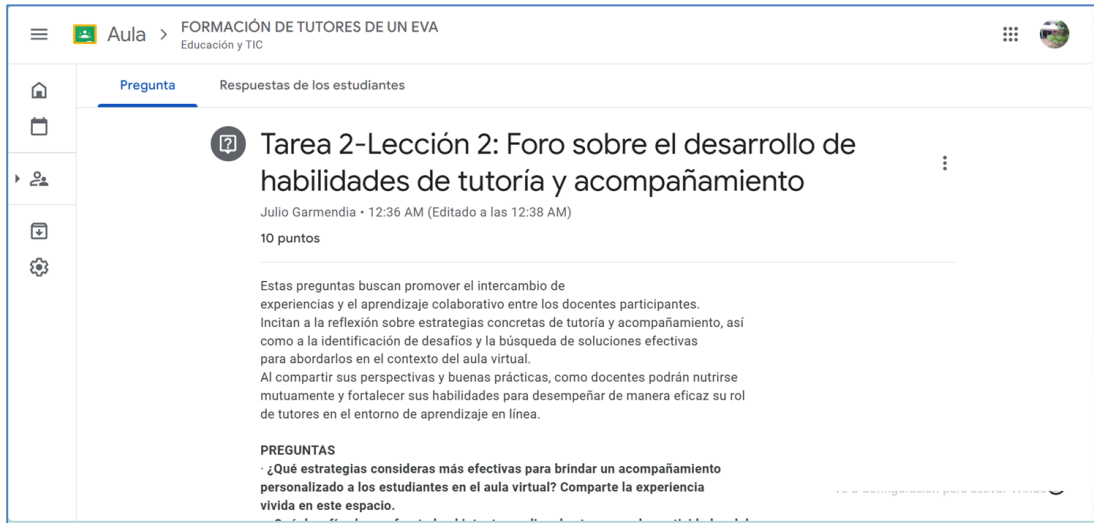 Aula > FORMACIÓN DE TUTORES DE UN EVA
Educación y TIC
Pregunta Respuestas de los estudiantes
Tarea 2-Lección 2: Foro sobre el desarrollo de
habilidades de tutoría y acompañamiento
Julio Garmendia • 12:36 AM (Editado a las 12:38 AM)
10 puntos
Estas preguntas buscan promover el intercambio de
experiencias y el aprendizaje colaborativo entre los docentes participantes.
Incitan a la reflexión sobre estrategias concretas de tutoría y acompañamiento, así
como a la identificación de desafíos y la búsqueda de soluciones efectivas
para abordarlos en el contexto del aula virtual.
Al compartir sus perspectivas y buenas prácticas, como docentes podrán nutrirse
mutuamente y fortalecer sus habilidades para desempeñar de manera eficaz su rol
de tutores en el entorno de aprendizaje en línea.
PREGUNTAS
· ¿Qué estrategias consideras más efectivas para brindar un acompañamiento
personalizado a los estudiantes en el aula virtual? Comparte la experiencia
vivida en este espacio.